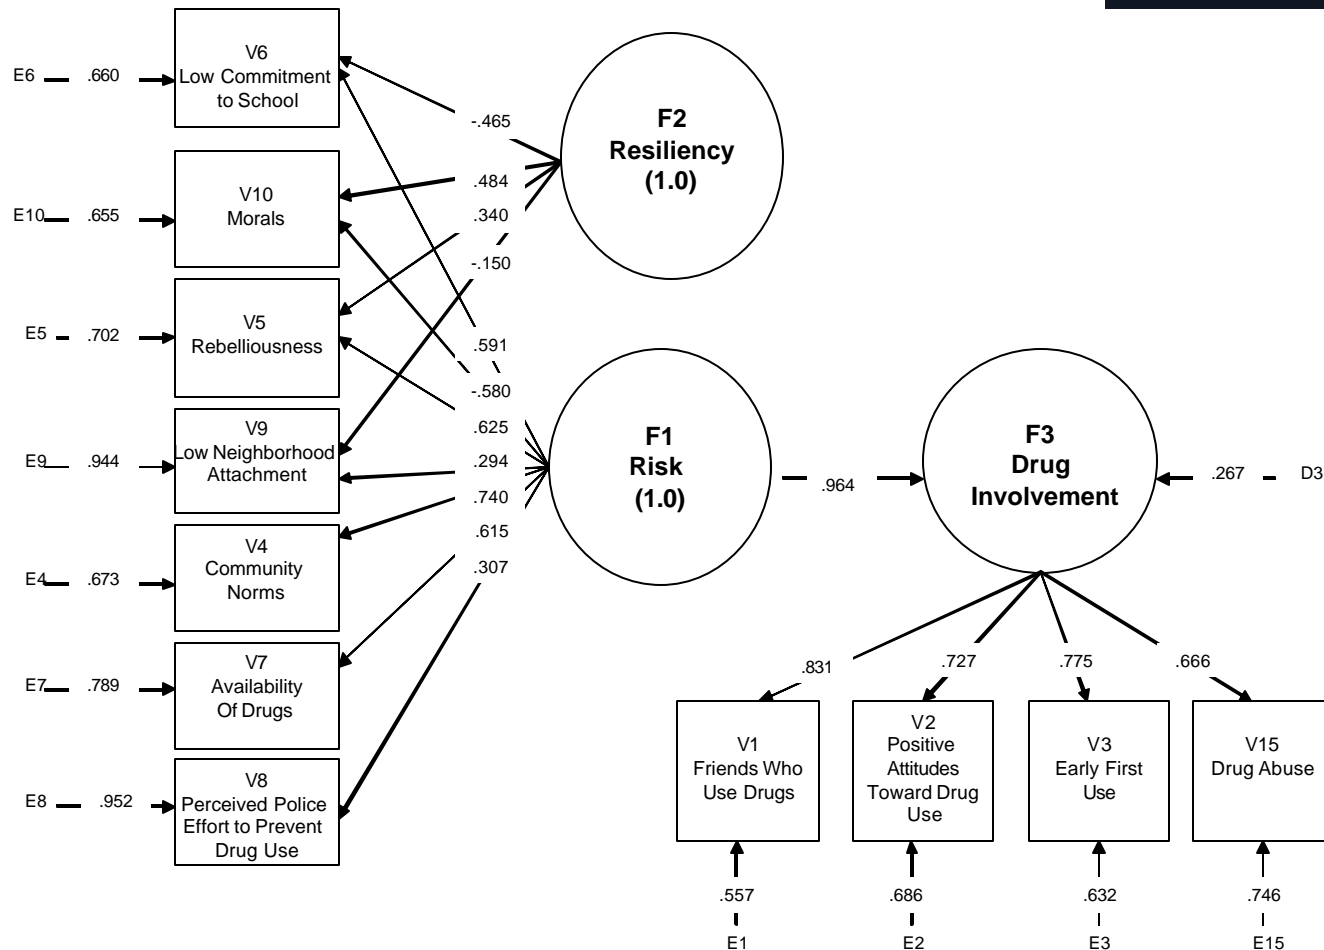 E6
.660
V6
Low Commitment
to School
-.465
F2
Resiliency
(1.0)
E10
.655
V10
Morals
.484
.340
-.150
E5
.702
V5
Rebelliousness
.591
-.580
.625
.294
.740
.615
.307
E9
.944
V9
Low Neighborhood
Attachment
F1
Risk
(1.0)
.964
F3
Drug
Involvement
.267
D3
E4
.673
V4
Community
Norms
E7
.789
V7
Availability
Of Drugs
E8
.952
V8
Perceived Police
Effort to Prevent
Drug Use
.831
.727
.775
.666
V1
Friends Who
Use Drugs
V2
Positive
Attitudes
Toward Drug
Use
V3
Early First
Use
V15
Drug Abuse
.557
.686
.632
.746
E1
E2
E3
E15